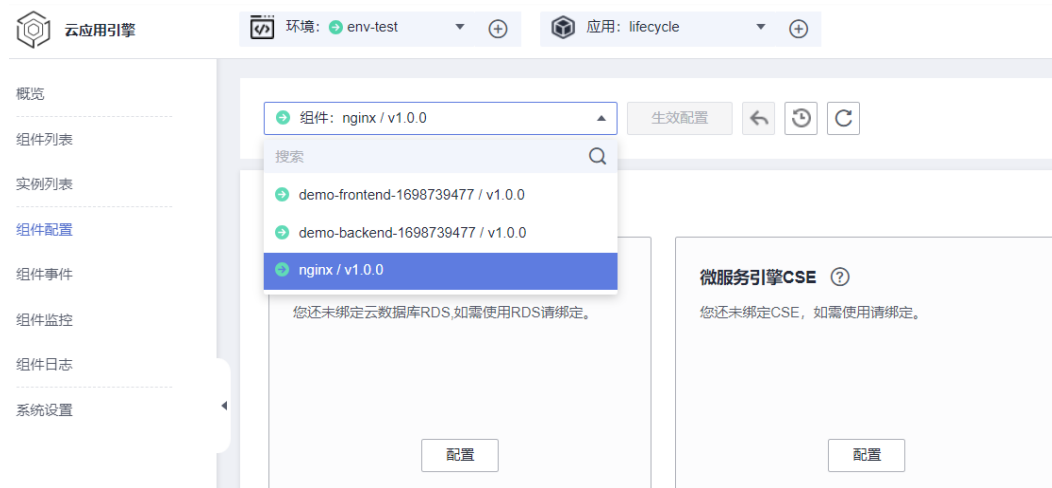 云应用引擎
环境： env-test
应用：lifecycle
概览
组件列表
实例列表
组件配置
组件事件
组件监控
组件日志
系统设置
组件：nginx / v1.0.0
生效配置
搜索
demo-frontend-1698739477 / v1.0.0
demo-backend-1698739477 / v1.0.0
nginx / v1.0.0
您还未绑定云数据库RDS,如需使用RDS请绑定。
配置
微服务引擎CSE ?
您还未绑定CSE，如需使用请绑定。
配置